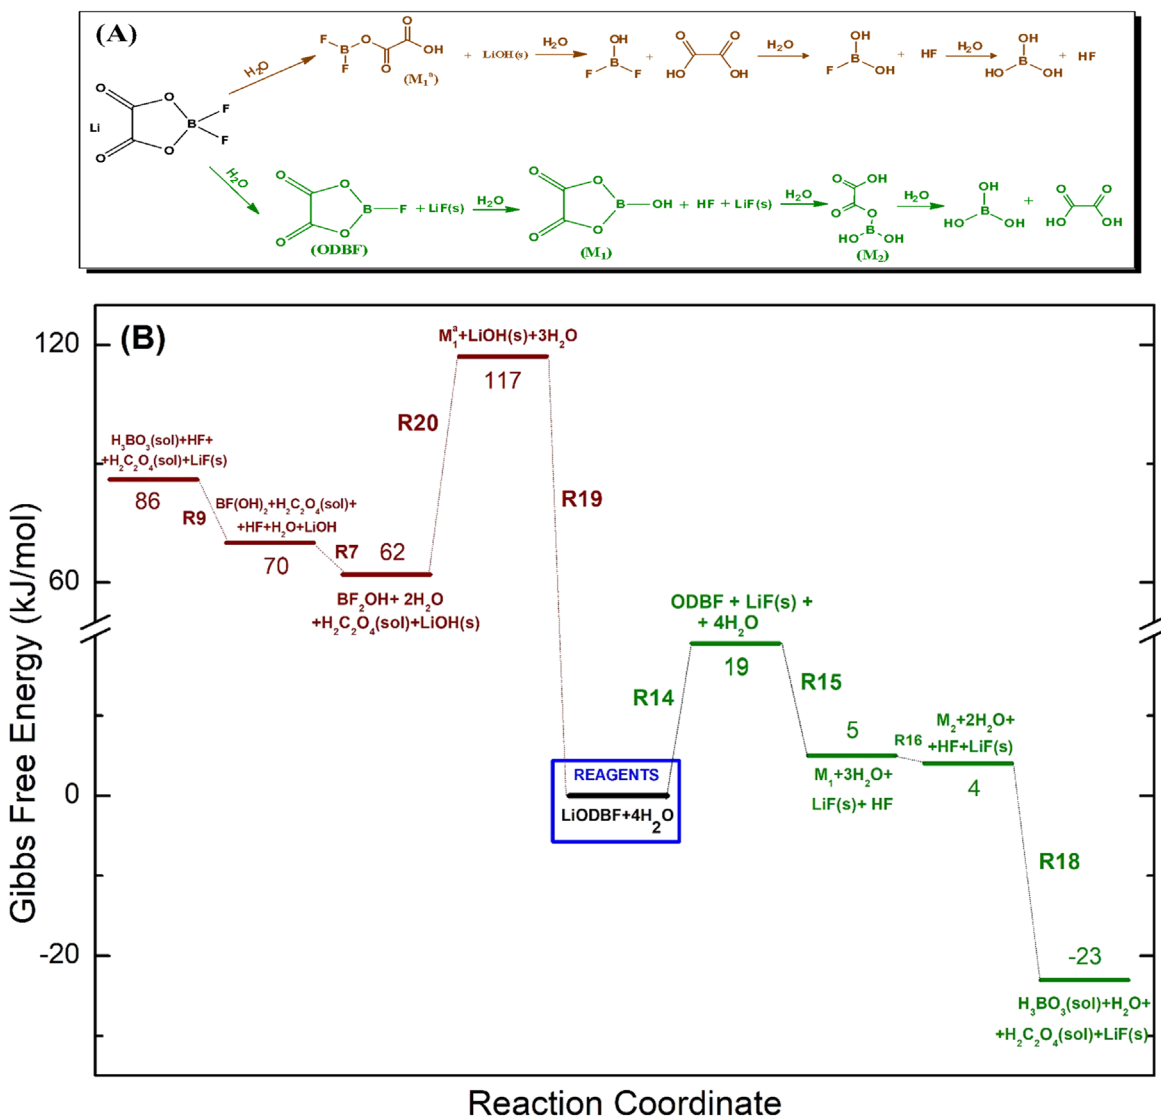 (A)
F
B
F
O
O
O
OH
(M₁ᵃ)
+ LiOH(s)
H₂O
OH
B
F
F
+
O
O
OH
OH
H₂O
OH
B
F
OH
+ HF
H₂O
OH
B
HO
OH
+ HF
H₂O
Li
O
O
O
O
B
F
F
H₂O
O
O
O
O
B
F
(ODBF)
+ LiF(s)
H₂O
O
O
O
O
B
OH
(M₁)
+ HF + LiF(s)
H₂O
O
OH
O
O
B
HO
OH
(M₂)
H₂O
OH
B
HO
OH
+
O
O
OH
OH
(B)
Gibbs Free Energy (kJ/mol)
120
60
0
-20
M₁ᵃ+LiOH(s)+3H₂O
117
R20
R19
H₃BO₃(sol)+HF+
+H₂C₂O₄(sol)+LiF(s)
86
R9
BF(OH)₂+H₂C₂O₄(sol)+
+HF+H₂O+LiOH
70
R7
62
BF₂OH+ 2H₂O
+H₂C₂O₄(sol)+LiOH(s)
REAGENTS
LiODBF+4H₂O
R14
ODBF + LiF(s) +
+ 4H₂O
19
R15
5
M₁+3H₂O+
LiF(s)+ HF
R16
M₂+2H₂O+
+HF+LiF(s)
4
R18
-23
H₃BO₃(sol)+H₂O+
+H₂C₂O₄(sol)+LiF(s)
Reaction Coordinate